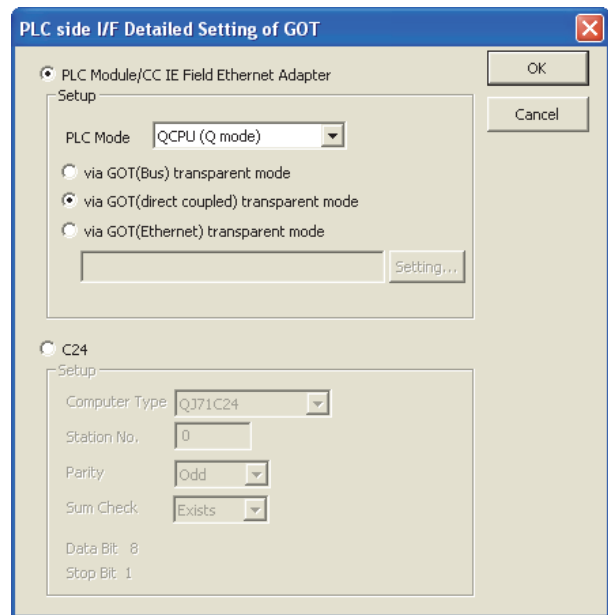 PLC side I/F Detailed Setting of GOT
OK
Cancel
PLC Module/CC IE Field Ethernet Adapter
Setup
PLC Mode QCPU (Q mode)
via GOT(Bus) transparent mode
via GOT(direct coupled) transparent mode
via GOT(Ethernet) transparent mode
Setting...
C24
Setup
Computer Type QJ71C24
Station No. 0
Parity Odd
Sum Check Exists
Data Bit 8
Stop Bit 1